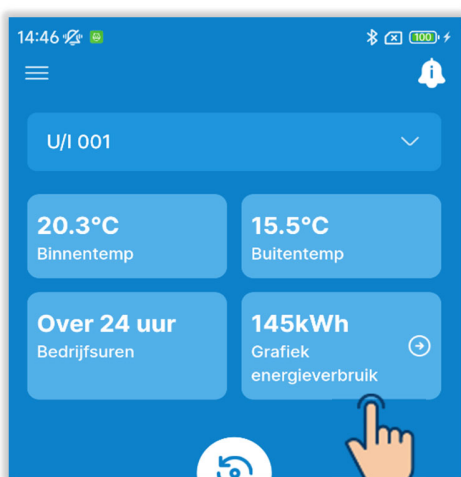 14:46
100
U/I 001
20.3°C
Binnentemp
15.5°C
Buitentemp
Over 24 uur
Bedrijfsuren
145kWh
Grafiek
energieverbruik